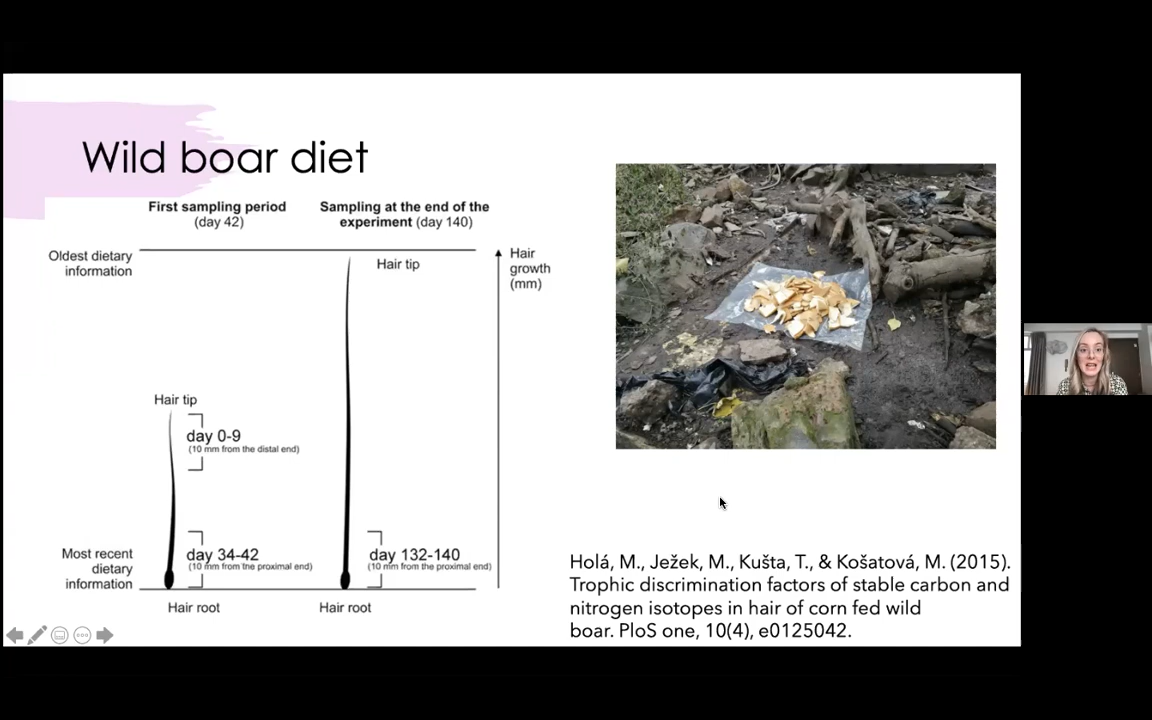 Wild boar diet
First sampling period
(day 42)
Sampling at the end of the
experiment (day 140)
Oldest dietary
information
Hair tip
Hair
growth
(mm)
Hair tip
day 0-9
(10 mm from the distal end)
Most recent
dietary
information
day 34-42
(10 mm from the proximal end)
day 132-140
(10 mm from the proximal end)
Hair root
Hair root
Holá, M., Ježek, M., Kušta, T., & Košatová, M. (2015).
Trophic discrimination factors of stable carbon and
nitrogen isotopes in hair of corn fed wild
boar. PloS one, 10(4), e0125042.